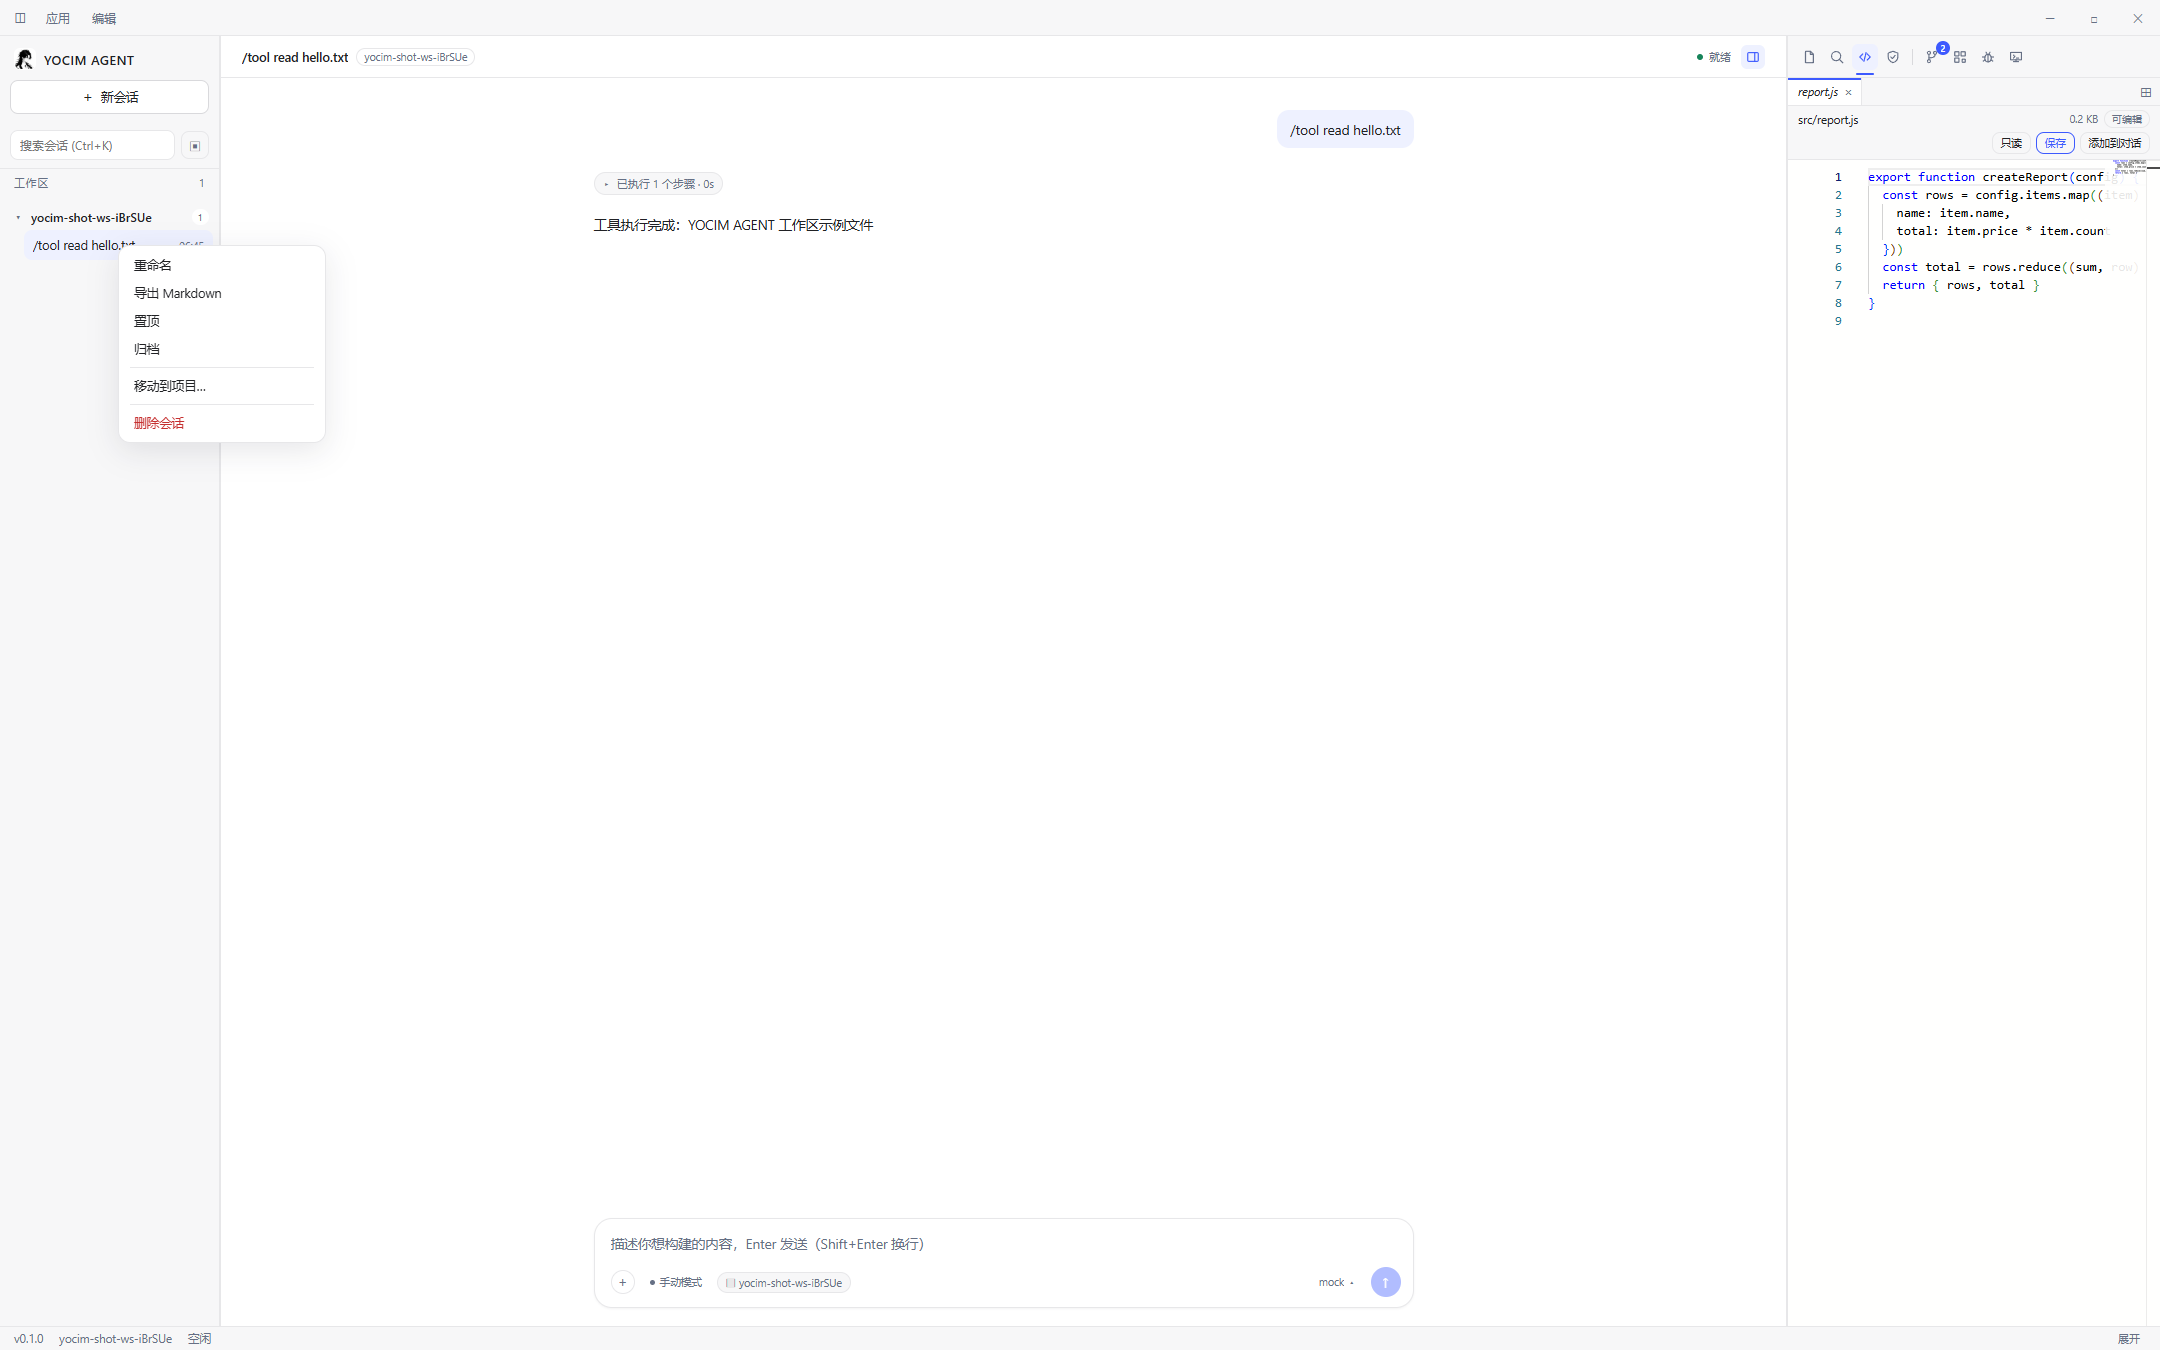 应用 编辑
YOCIM AGENT
+ 新会话
搜索会话 (Ctrl+K)
工作区 1
yocim-shot-ws-iBrSUe 1
/tool read hello.txt
重命名
导出 Markdown
置顶
归档
移动到项目...
删除会话
/tool read hello.txt yocim-shot-ws-iBrSUe
就绪
/tool read hello.txt
已执行 1 个步骤 · 0s
工具执行完成：YOCIM AGENT 工作区示例文件
描述你想构建的内容，Enter 发送（Shift+Enter 换行）
+ 手动模式 yocim-shot-ws-iBrSUe mock
2
report.js
src/report.js 0.2 KB 可编辑
只读 保存 添加到对话
1 export function createReport(config) {
2 const rows = config.items.map((item)
3 name: item.name,
4 total: item.price * item.count
5 }))
6 const total = rows.reduce((sum, row)
7 return { rows, total }
8 }
9
v0.1.0 yocim-shot-ws-iBrSUe 空闲
展开